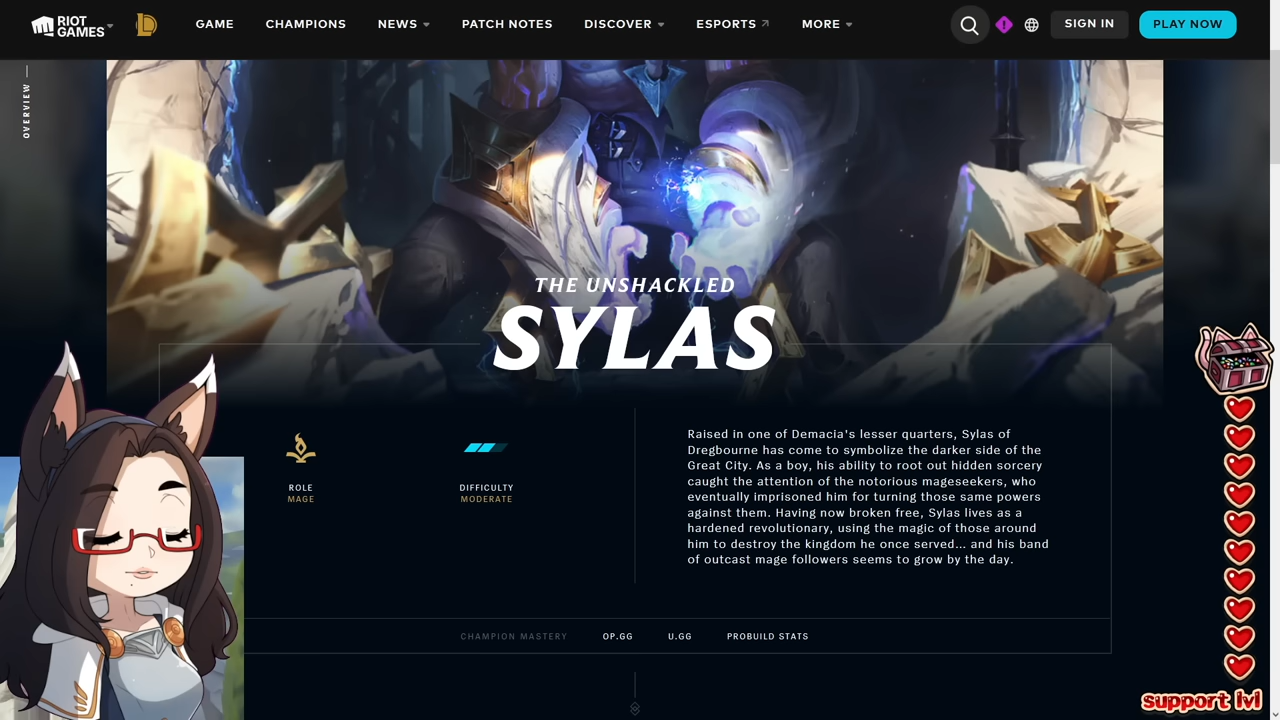 RIOT
GAMES
GAME
CHAMPIONS
NEWS
PATCH NOTES
DISCOVER
ESPORTS
MORE
SIGN IN
PLAY NOW
OVERVIEW
THE UNSHACKLED
SYLAS
ROLE
MAGE
DIFFICULTY
MODERATE
Raised in one of Demacia's lesser quarters, Sylas of
Dregbourne has come to symbolize the darker side of the
Great City. As a boy, his ability to root out hidden sorcery
caught the attention of the notorious mageseekers, who
eventually imprisoned him for turning those same powers
against them. Having now broken free, Sylas lives as a
hardened revolutionary, using the magic of those around
him to destroy the kingdom he once served... and his band
of outcast mage followers seems to grow by the day.
CHAMPION MASTERY
OP.GG
U.GG
PROBUILD STATS
support lvl